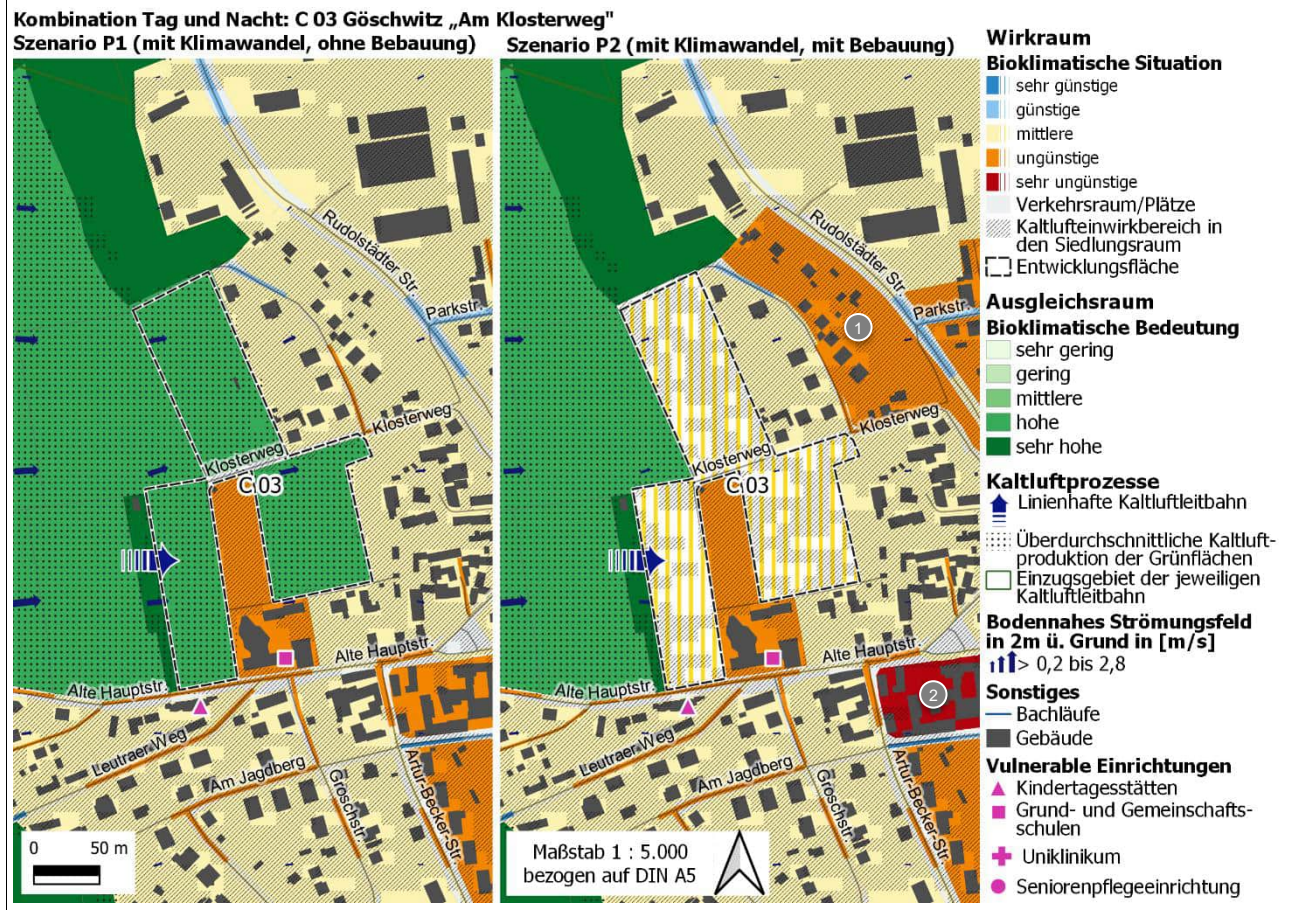 Kombination Tag und Nacht: C 03 Göschwitz „Am Klosterweg"
Szenario P1 (mit Klimawandel, ohne Bebauung)
Szenario P2 (mit Klimawandel, mit Bebauung)
Rudolstädter Str.
Parkstr.
Klosterweg
Klosterweg
C 03
Alte Hauptstr.
Alte Hauptstr.
Leutraer Weg
Am Jagdberg
Groschstr.
Artur-Becker-Str.
0 50 m
Rudolstädter Str.
Parkstr.
1
Klosterweg
Klosterweg
C 03
Alte Hauptstr.
2
Alte Hauptstr.
Leutraer Weg
Am Jagdberg
Groschstr.
Artur-Becker-Str.
Maßstab 1 : 5.000
bezogen auf DIN A5
Wirkraum
Bioklimatische Situation
sehr günstige
günstige
mittlere
ungünstige
sehr ungünstige
Verkehrsraum/Plätze
Kaltlufteinwirkbereich in
den Siedlungsraum
Entwicklungsfläche
Ausgleichsraum
Bioklimatische Bedeutung
sehr gering
gering
mittlere
hohe
sehr hohe
Kaltluftprozesse
Linienhafte Kaltluftleitbahn
Überdurchschnittliche Kaltluft-
produktion der Grünflächen
Einzugsgebiet der jeweiligen
Kaltluftleitbahn
Bodennahes Strömungsfeld
in 2m ü. Grund in [m/s]
> 0,2 bis 2,8
Sonstiges
Bachläufe
Gebäude
Vulnerable Einrichtungen
Kindertagesstätten
Grund- und Gemeinschafts-
schulen
Uniklinikum
Seniorenpflegeeinrichtung